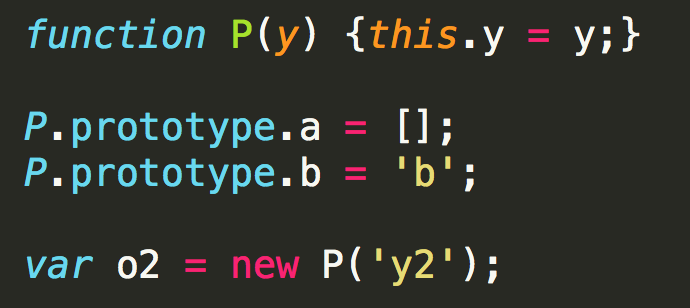 function P(y) {this.y = y;}
P.prototype.a = [];
P.prototype.b = 'b';
var o2 = new P('y2');